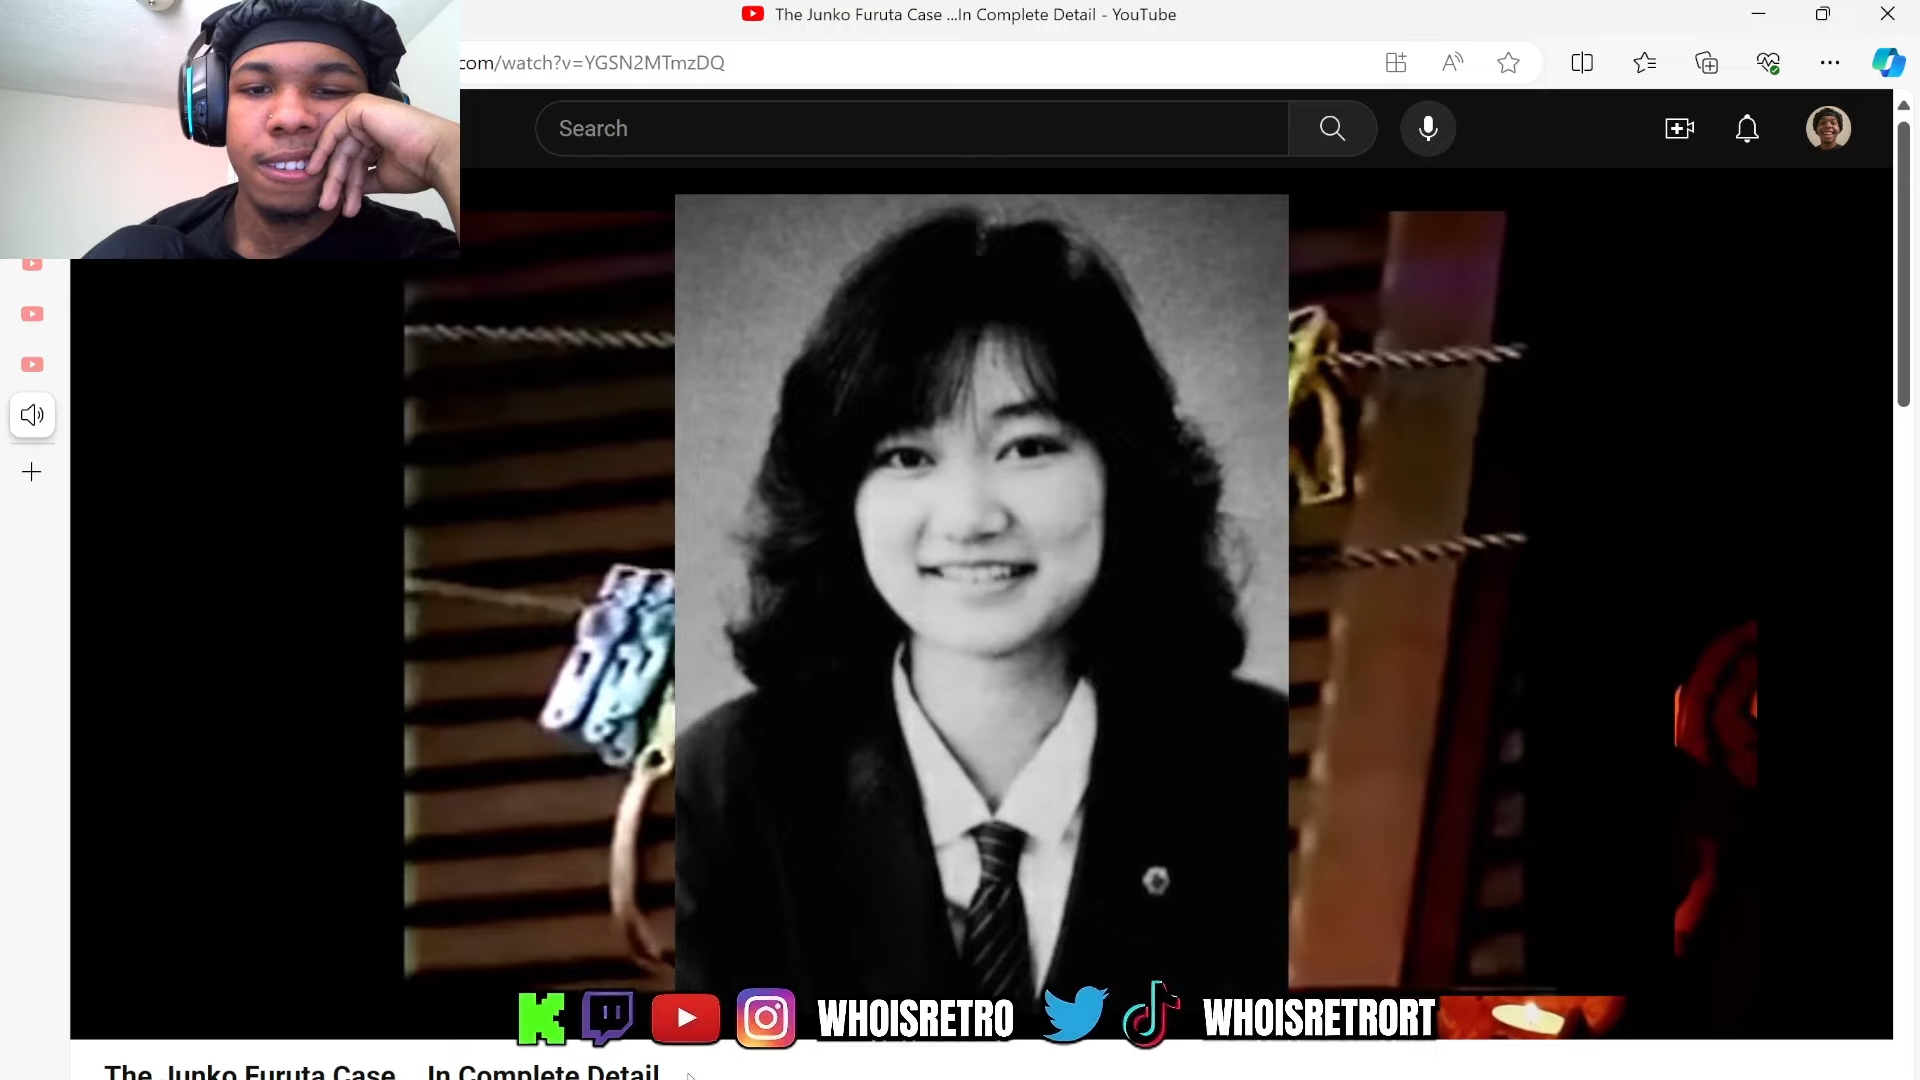 The Junko Furuta Case ...In Complete Detail - YouTube
com/watch?v=YGSN2MTmzDQ
Search
WHOISRETRO
WHOISRETRORT
The Junko Furuta Case ...In Complete Detail